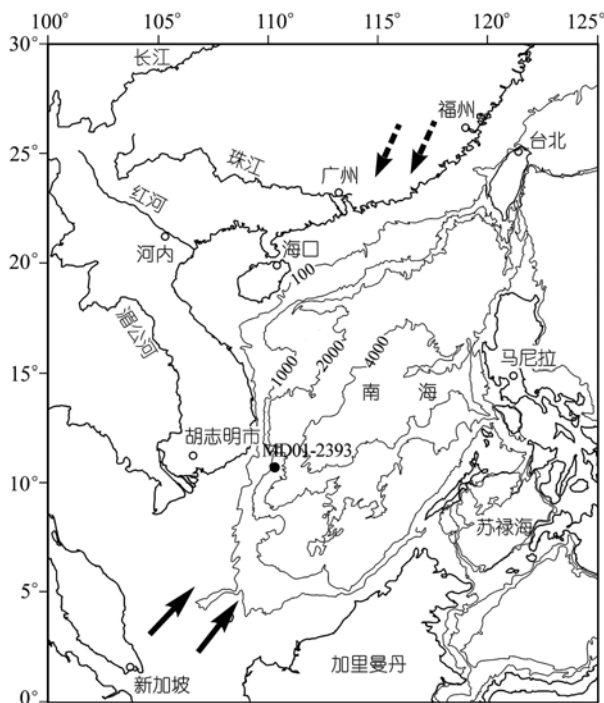 100° 105° 110° 115° 120° 125°
30°
长江
福州
25°
台北
珠江
广州
红河
河内
海口
20°
100
湄公河
1000
2000
4000
15°
马尼拉
南 海
胡志明市
MD01-2393
10°
苏禄海
5°
加里曼丹
新加坡
0°